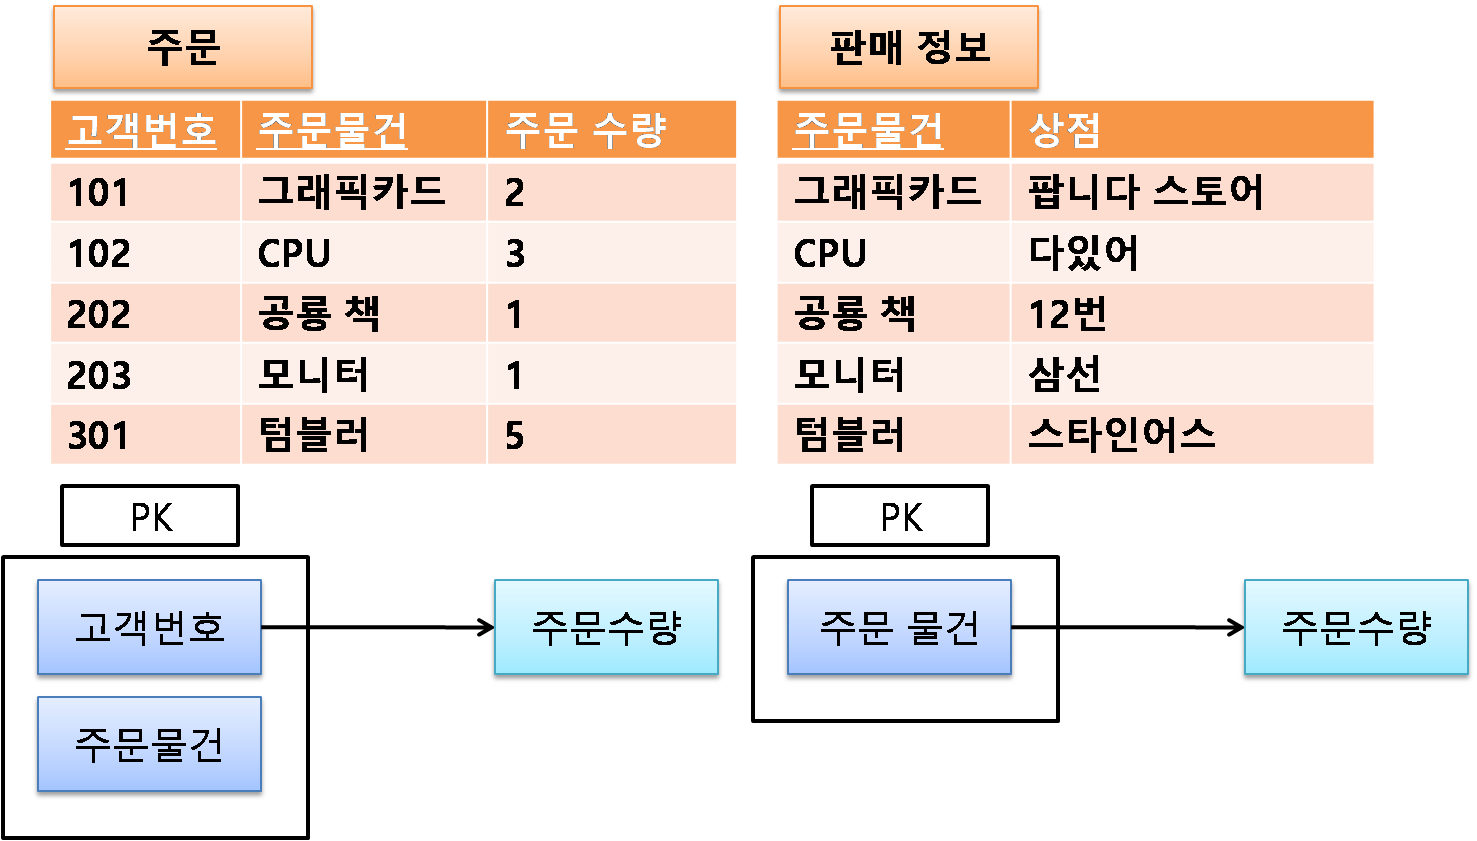 주문
고객번호 주문물건 주문 수량
101 그래픽카드 2
102 CPU 3
202 공룡 책 1
203 모니터 1
301 텀블러 5
판매 정보
주문물건 상점
그래픽카드 팝니다 스토어
CPU 다있어
공룡 책 12번
모니터 삼선
텀블러 스타인어스
PK
고객번호 주문수량
주문물건
PK
주문 물건 주문수량